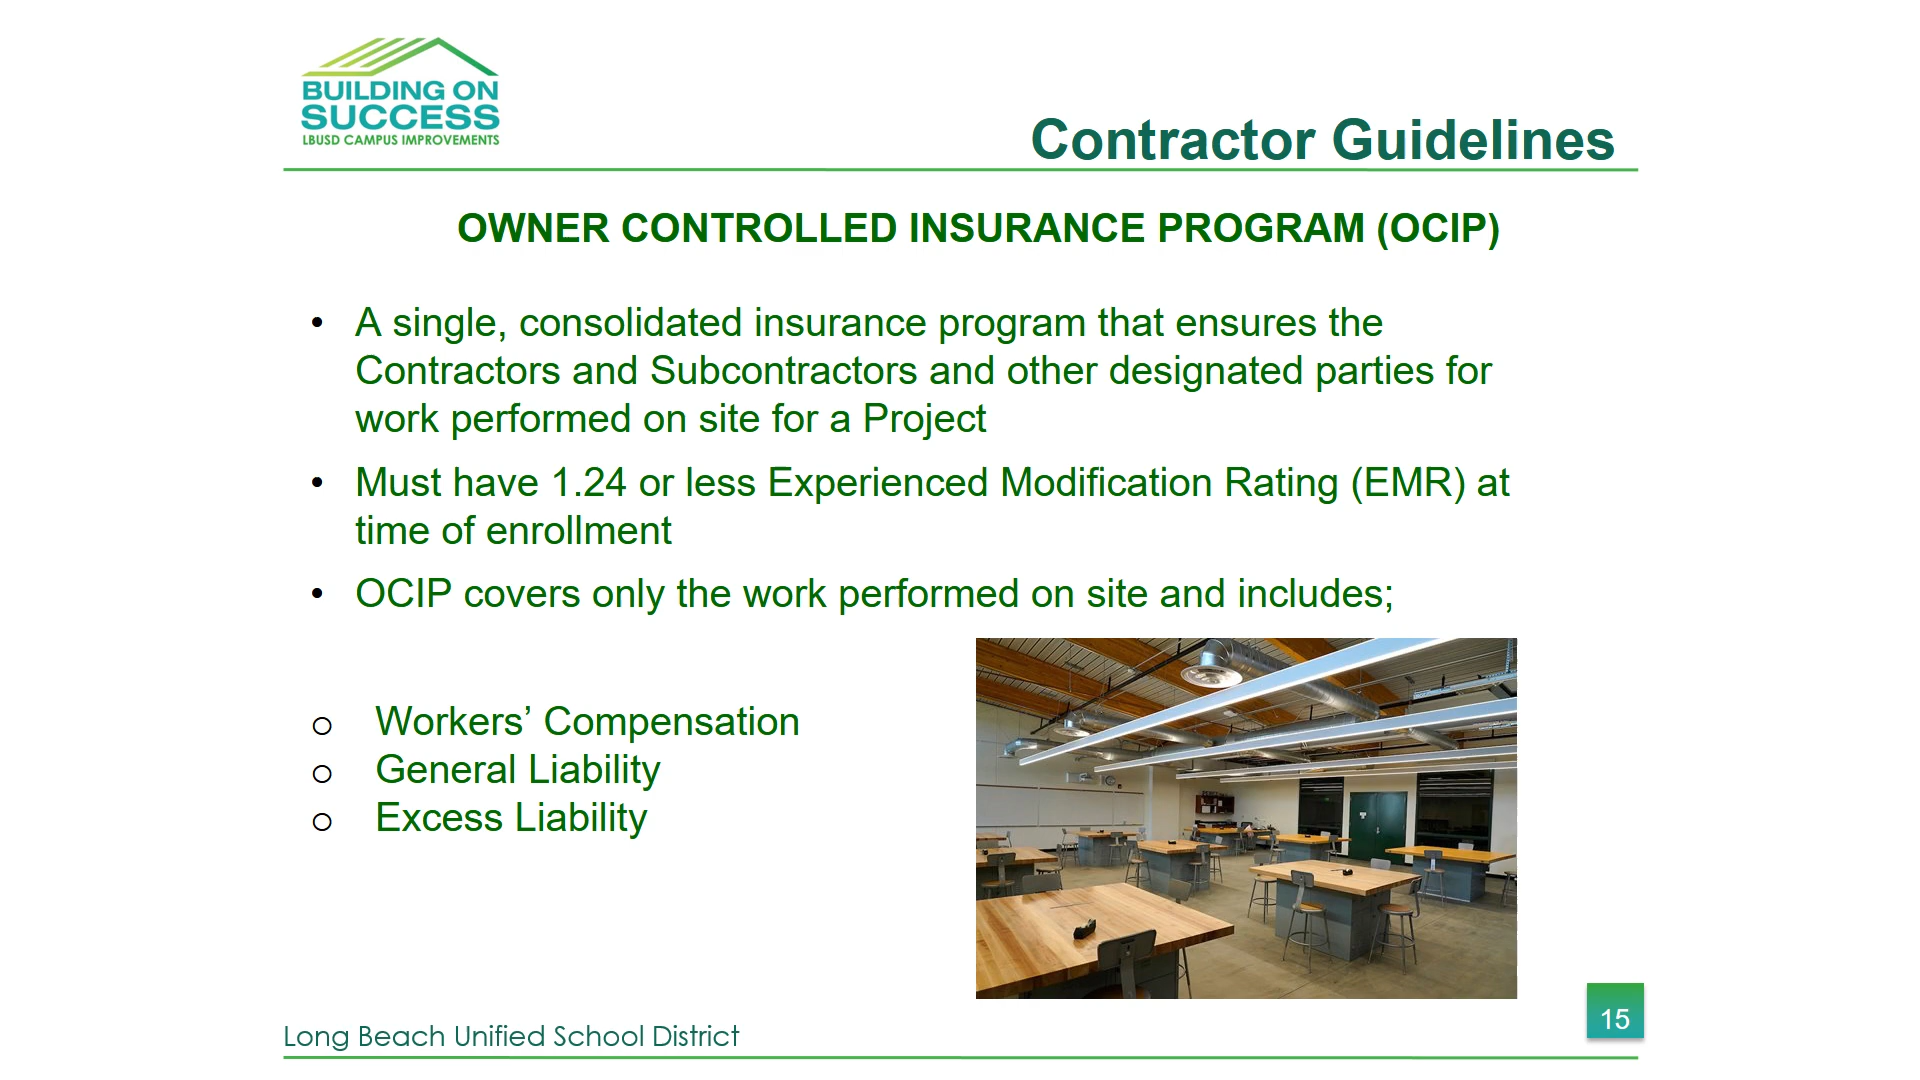 BUILDING ON
SUCCESS
LBUSD CAMPUS IMPROVEMENTS
Contractor Guidelines
OWNER CONTROLLED INSURANCE PROGRAM (OCIP)
• A single, consolidated insurance program that ensures the
Contractors and Subcontractors and other designated parties for
work performed on site for a Project
• Must have 1.24 or less Experienced Modification Rating (EMR) at
time of enrollment
• OCIP covers only the work performed on site and includes;
o Workers’ Compensation
o General Liability
o Excess Liability
Long Beach Unified School District
15